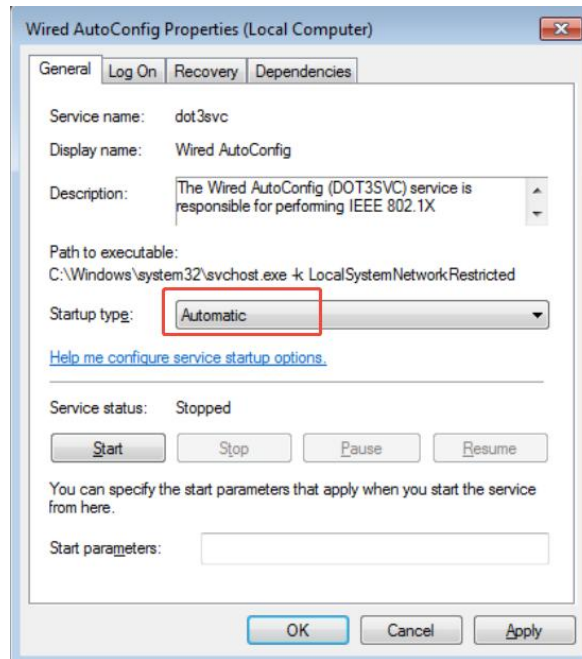 Wired AutoConfig Properties (Local Computer)
General Log On Recovery Dependencies
Service name: dot3svc
Display name: Wired AutoConfig
Description: The Wired AutoConfig (DOT3SVC) service is
responsible for performing IEEE 802.1X
Path to executable:
C:\Windows\system32\svchost.exe -k LocalSystemNetworkRestricted
Startup type: Automatic
Help me configure service startup options.
Service status: Stopped
Start Stop Pause Resume
You can specify the start parameters that apply when you start the service
from here.
Start parameters:
OK Cancel Apply